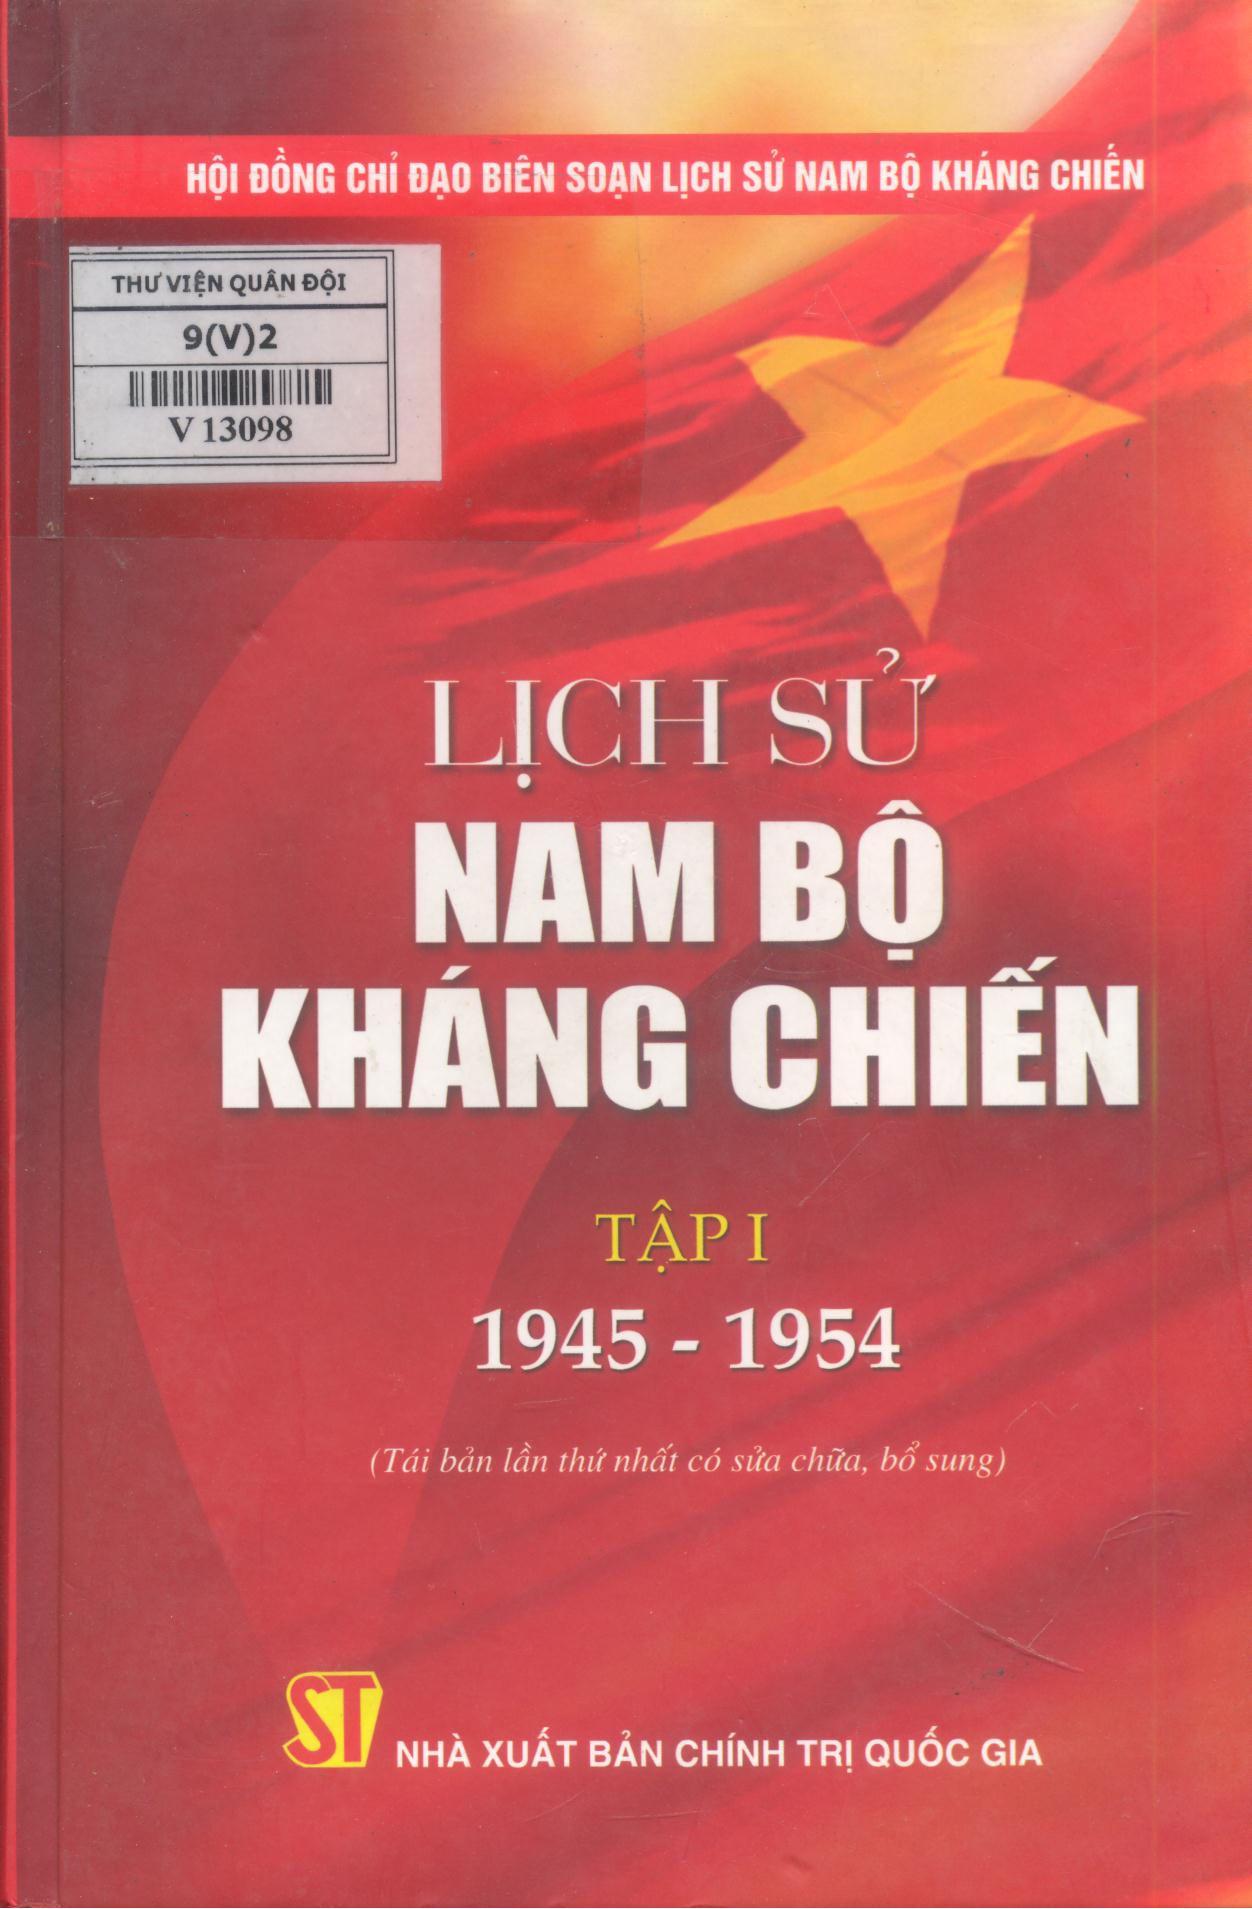 HỘI ĐỒNG CHỈ ĐẠO BIÊN SOẠN LỊCH SỬ NAM BỘ KHÁNG CHIẾN
THƯ VIỆN QUÂN ĐỘI
9(V)2
V 13098
LỊCH SỬ
NAM BỘ
KHÁNG CHIẾN
TẬP I
1945 - 1954
(Tái bản lần thứ nhất có sửa chữa, bổ sung)
ST
NHÀ XUẤT BẢN CHÍNH TRỊ QUỐC GIA